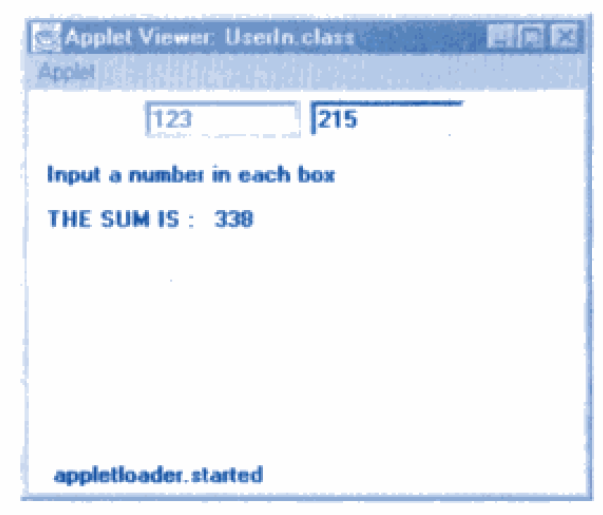 Applet Viewer: UserIn.class
Applet
123 215
Input a number in each box
THE SUM IS : 338
appletloader.started